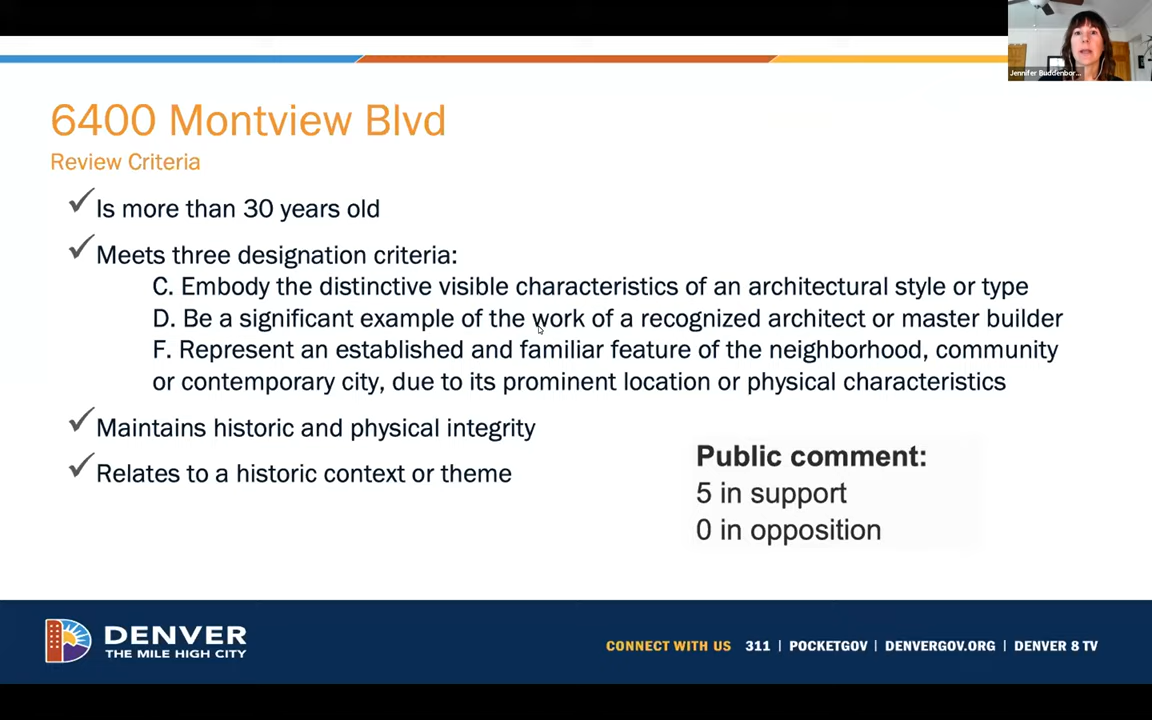 Jennifer Buddenbor...
6400 Montview Blvd
Review Criteria
✓ Is more than 30 years old
✓ Meets three designation criteria:
C. Embody the distinctive visible characteristics of an architectural style or type
D. Be a significant example of the work of a recognized architect or master builder
F. Represent an established and familiar feature of the neighborhood, community
or contemporary city, due to its prominent location or physical characteristics
✓ Maintains historic and physical integrity
✓ Relates to a historic context or theme
Public comment:
5 in support
0 in opposition
DENVER
THE MILE HIGH CITY
CONNECT WITH US 311 | POCKETGOV | DENVERGOV.ORG | DENVER 8 TV